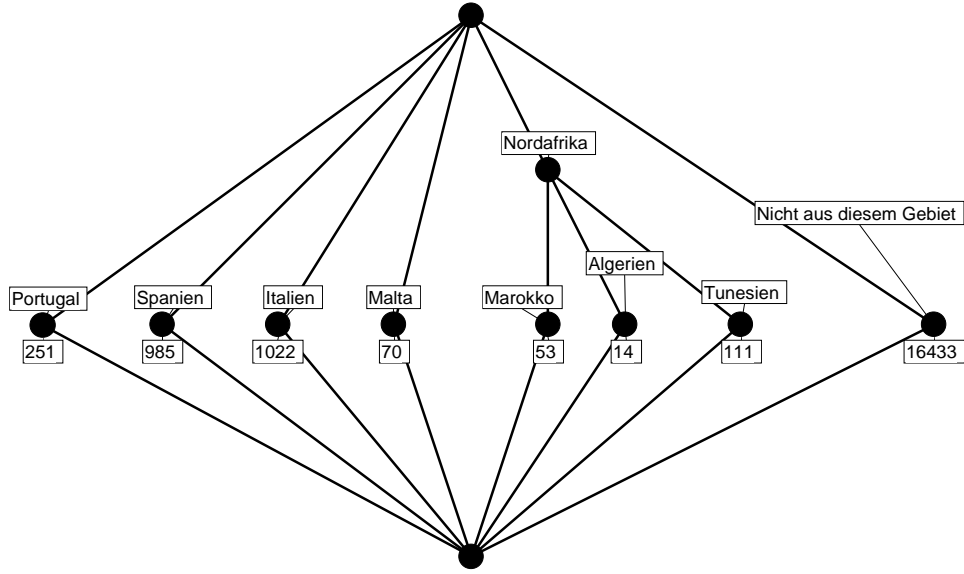 Nordafrika
Nicht aus diesem Gebiet
Algerien
Portugal
Spanien
Italien
Malta
Marokko
Tunesien
251
985
1022
70
53
14
111
16433